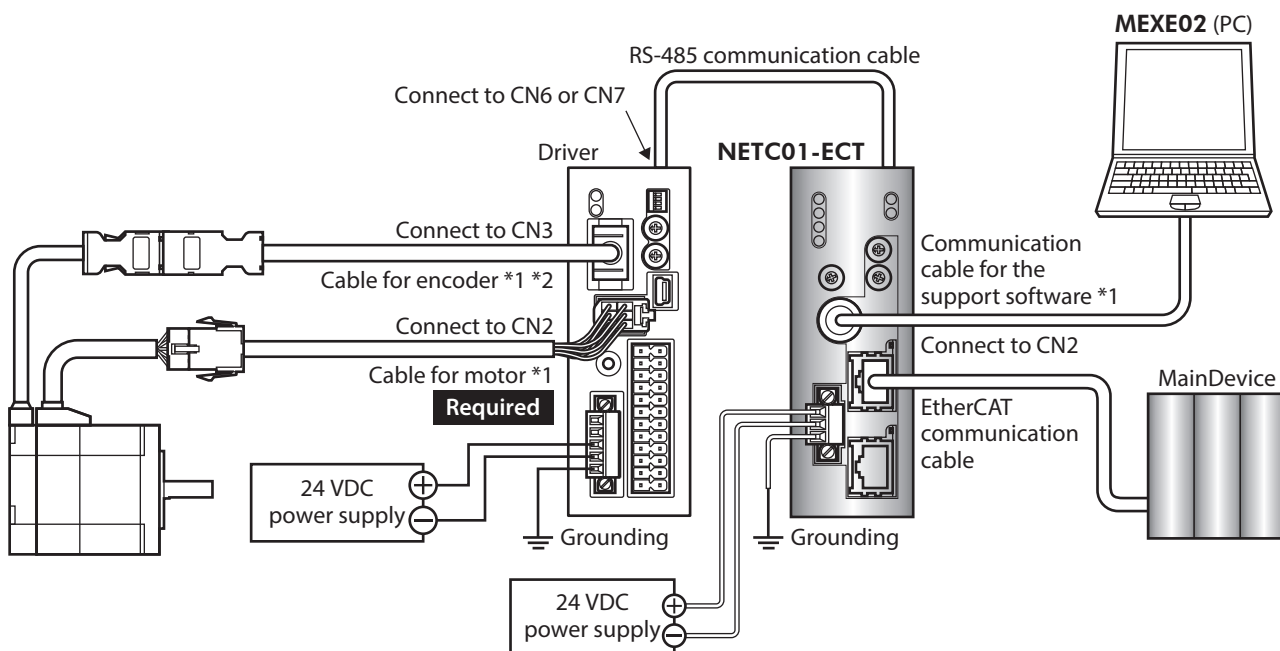 MEXE02 (PC)
RS-485 communication cable
Connect to CN6 or CN7
Driver
NETC01-ECT
Connect to CN3
Cable for encoder *1 *2
Connect to CN2
Cable for motor *1
Required
Communication
cable for the
support software *1
Connect to CN2
EtherCAT
communication
cable
MainDevice
24 VDC
power supply
+
−
Grounding
Grounding
24 VDC
power supply
+
−